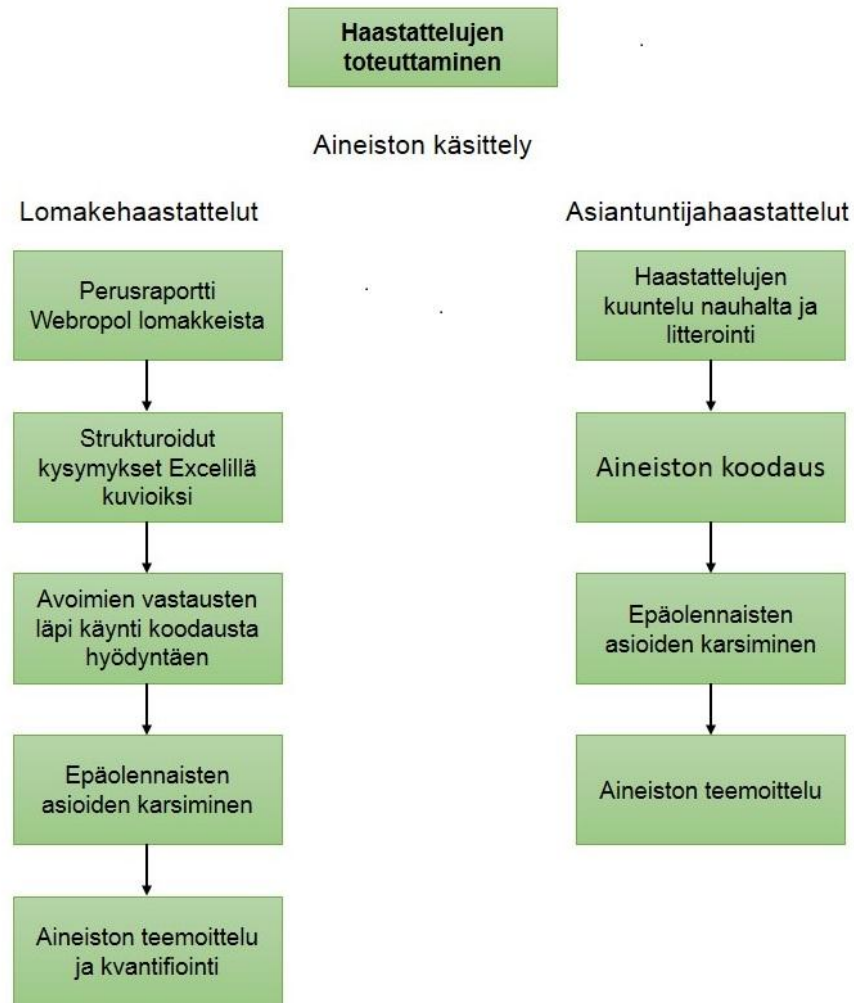 Haastattelujen
toteuttaminen
Aineiston käsittely
Lomakehaastattelut
Perusraportti
Webropol lomakkeista
Strukturoidut
kysymykset Excelillä
kuvioiksi
Avoimien vastausten
läpi käynti koodausta
hyödyntäen
Epäolennaisten
asioiden karsiminen
Aineiston teemoittelu
ja kvantifiointi
Asiantuntijahaastattelut
Haastattelujen
kuuntelu nauhalta ja
litterointi
Aineiston koodaus
Epäolennaisten
asioiden karsiminen
Aineiston teemoittelu